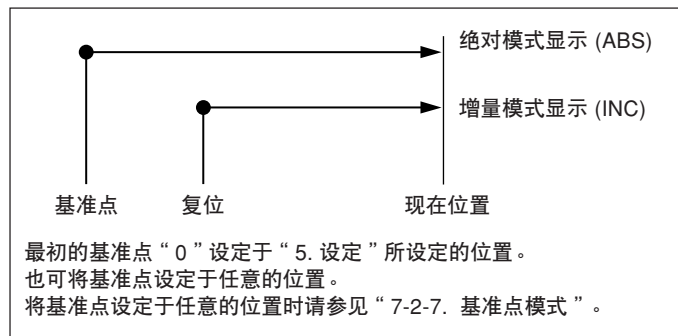 绝对模式显示 (ABS)
增量模式显示 (INC)
基准点 复位 现在位置
最初的基准点“0”设定于“5. 设定”所设定的位置。
也可将基准点设定于任意的位置。
将基准点设定于任意的位置时请参见“7-2-7. 基准点模式”。